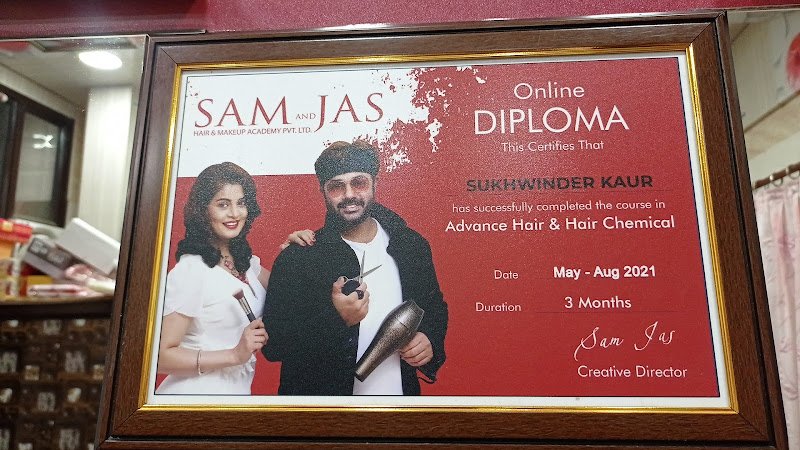 SAM AND JAS
HAIR & MAKEUP ACADEMY PVT. LTD.
Online
DIPLOMA
This Certifies That
SUKHWINDER KAUR
has successfully completed the course in
Advance Hair & Hair Chemical
Date May - Aug 2021
Duration 3 Months
Sam Jas
Creative Director